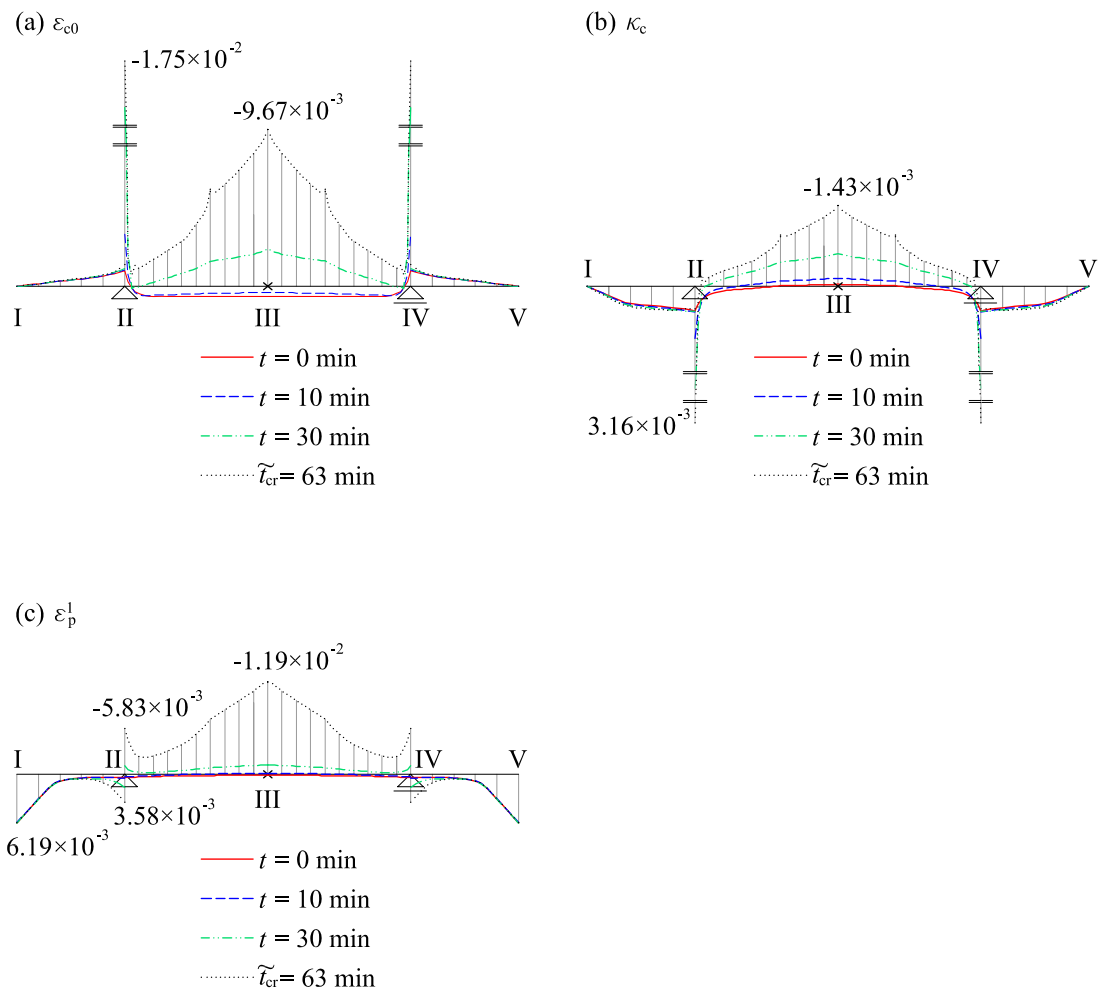 (a) εc0
-1.75×10⁻²
-9.67×10⁻³
I II III IV V
t = 0 min
t = 10 min
t = 30 min
t̃cr = 63 min
(b) κc
-1.43×10⁻³
I II IV V
III
3.16×10⁻³
t = 0 min
t = 10 min
t = 30 min
t̃cr = 63 min
(c) εpˡ
-1.19×10⁻²
-5.83×10⁻³
I II IV V
III
3.58×10⁻³
6.19×10⁻³
t = 0 min
t = 10 min
t = 30 min
t̃cr = 63 min